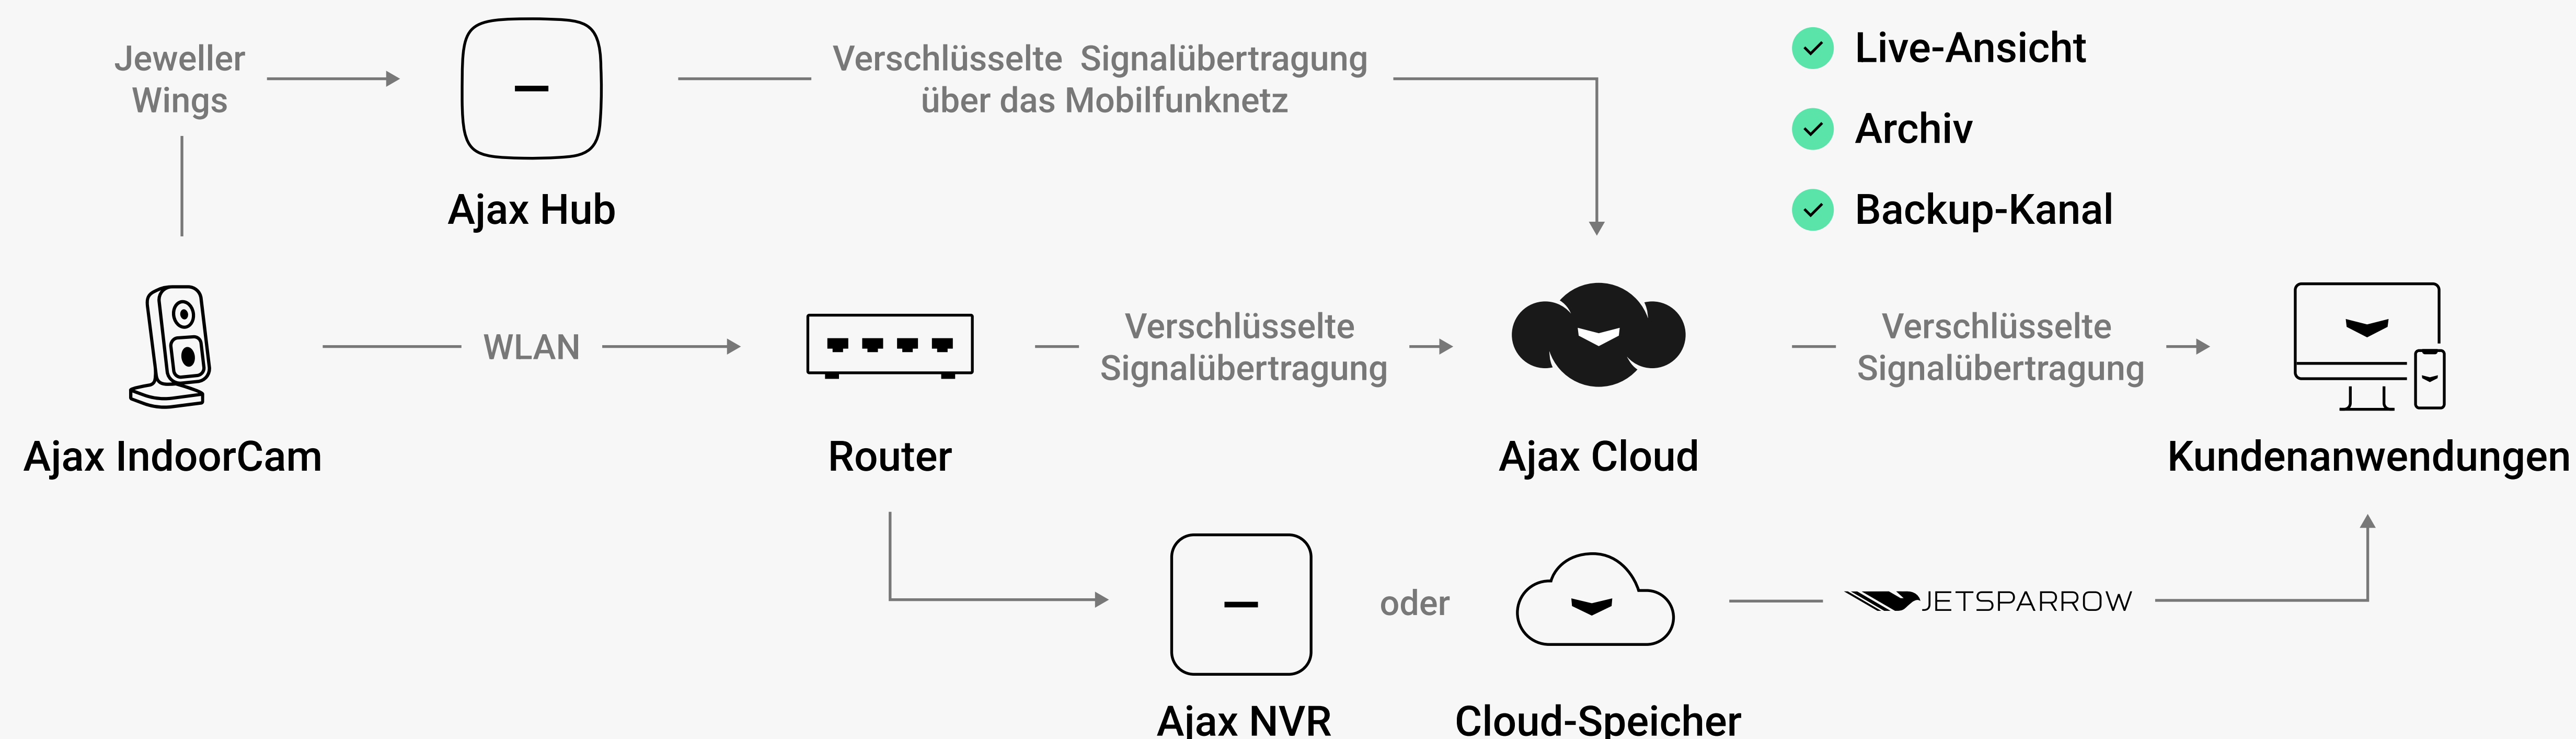 Jeweller
Wings
Verschlüsselte Signalübertragung
über das Mobilfunknetz
Live-Ansicht
Archiv
Backup-Kanal
Ajax Hub
WLAN
Verschlüsselte
Signalübertragung
Verschlüsselte
Signalübertragung
Ajax IndoorCam
Router
Ajax Cloud
Kundenanwendungen
oder
JETSPARROW
Ajax NVR
Cloud-Speicher